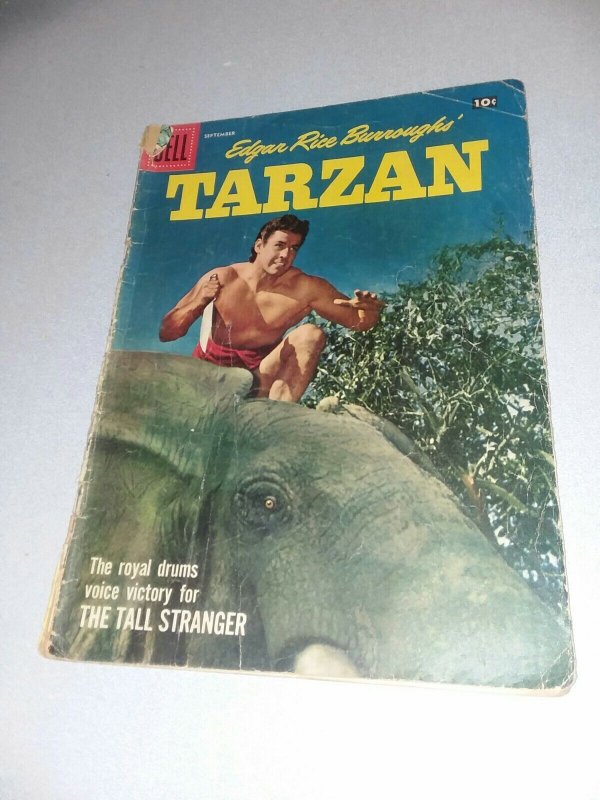 DELL
SEPTEMBER
10¢
Edgar Rice Burroughs'
TARZAN
The royal drums
voice victory for
THE TALL STRANGER